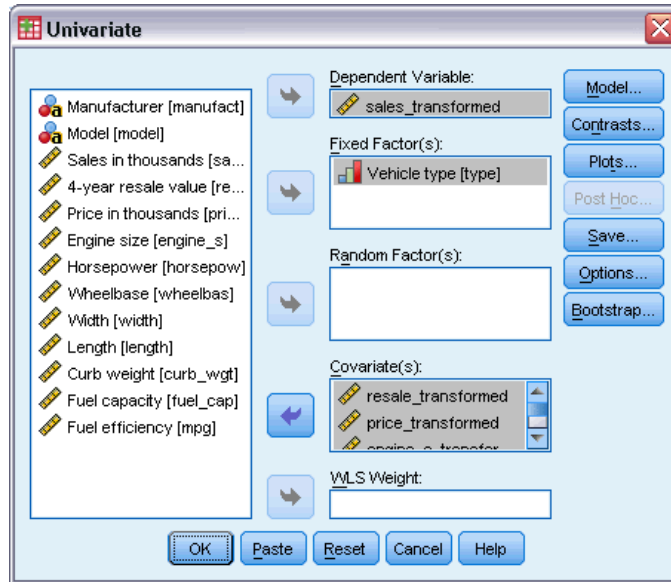 Univariate
Manufacturer [manufact]
Model [model]
Sales in thousands [sa...
4-year resale value [re...
Price in thousands [pri...
Engine size [engine_s]
Horsepower [horsepow]
Wheelbase [wheelbas]
Width [width]
Length [length]
Curb weight [curb_wgt]
Fuel capacity [fuel_cap]
Fuel efficiency [mpg]
Dependent Variable:
sales_transformed
Fixed Factor(s):
Vehicle type [type]
Random Factor(s):
Covariate(s):
resale_transformed
price_transformed
WLS Weight:
Model...
Contrasts...
Plots...
Post Hoc...
Save...
Options...
Bootstrap...
OK
Paste
Reset
Cancel
Help